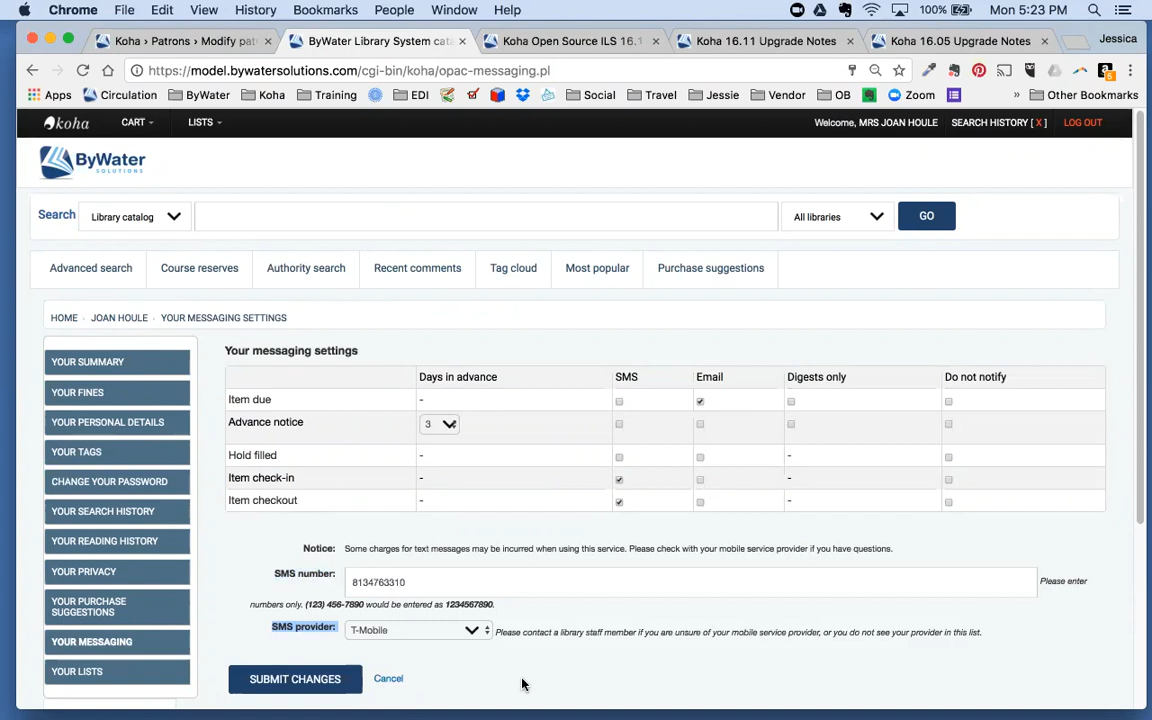 Chrome File Edit View History Bookmarks People Window Help 100% Mon 5:23 PM
Koha › Patrons › Modify pat × ByWater Library System cat × Koha Open Source ILS 16.1 × Koha 16.11 Upgrade Notes × Koha 16.05 Upgrade Notes × Jessica
https://model.bywatersolutions.com/cgi-bin/koha/opac-messaging.pl
Apps Circulation ByWater Koha Training EDI Social Travel Jessie Vendor OB Zoom » Other Bookmarks
koha CART LISTS Welcome, MRS JOAN HOULE SEARCH HISTORY [ X ] LOG OUT
ByWater
SOLUTIONS
Search Library catalog All libraries GO
Advanced search Course reserves Authority search Recent comments Tag cloud Most popular Purchase suggestions
HOME · JOAN HOULE · YOUR MESSAGING SETTINGS
YOUR SUMMARY
YOUR FINES
YOUR PERSONAL DETAILS
YOUR TAGS
CHANGE YOUR PASSWORD
YOUR SEARCH HISTORY
YOUR READING HISTORY
YOUR PRIVACY
YOUR PURCHASE
SUGGESTIONS
YOUR MESSAGING
YOUR LISTS
Your messaging settings
Days in advance SMS Email Digests only Do not notify
Item due -
Advance notice 3
Hold filled - -
Item check-in - -
Item checkout - -
Notice: Some charges for text messages may be incurred when using this service. Please check with your mobile service provider if you have questions.
SMS number: 8134763310 Please enter
numbers only. (123) 456-7890 would be entered as 1234567890.
SMS provider: T-Mobile Please contact a library staff member if you are unsure of your mobile service provider, or you do not see your provider in this list.
SUBMIT CHANGES Cancel